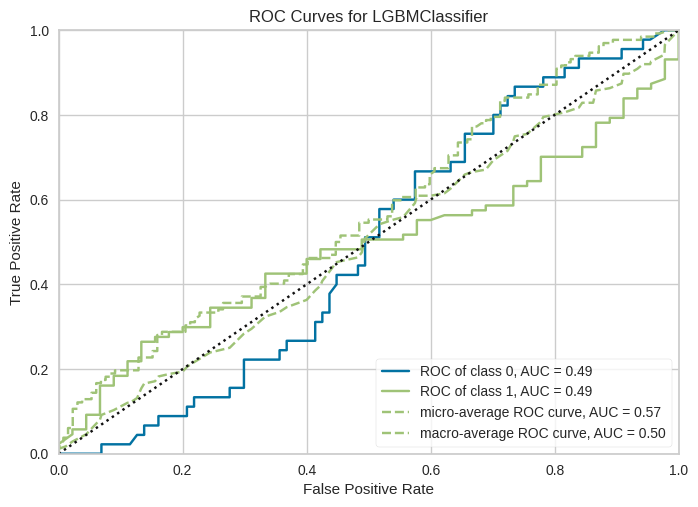 ROC Curves for LGBMClassifier
True Positive Rate
1.0
0.8
0.6
0.4
0.2
0.0
ROC of class 0, AUC = 0.49
ROC of class 1, AUC = 0.49
micro-average ROC curve, AUC = 0.57
macro-average ROC curve, AUC = 0.50
0.0 0.2 0.4 0.6 0.8 1.0
False Positive Rate